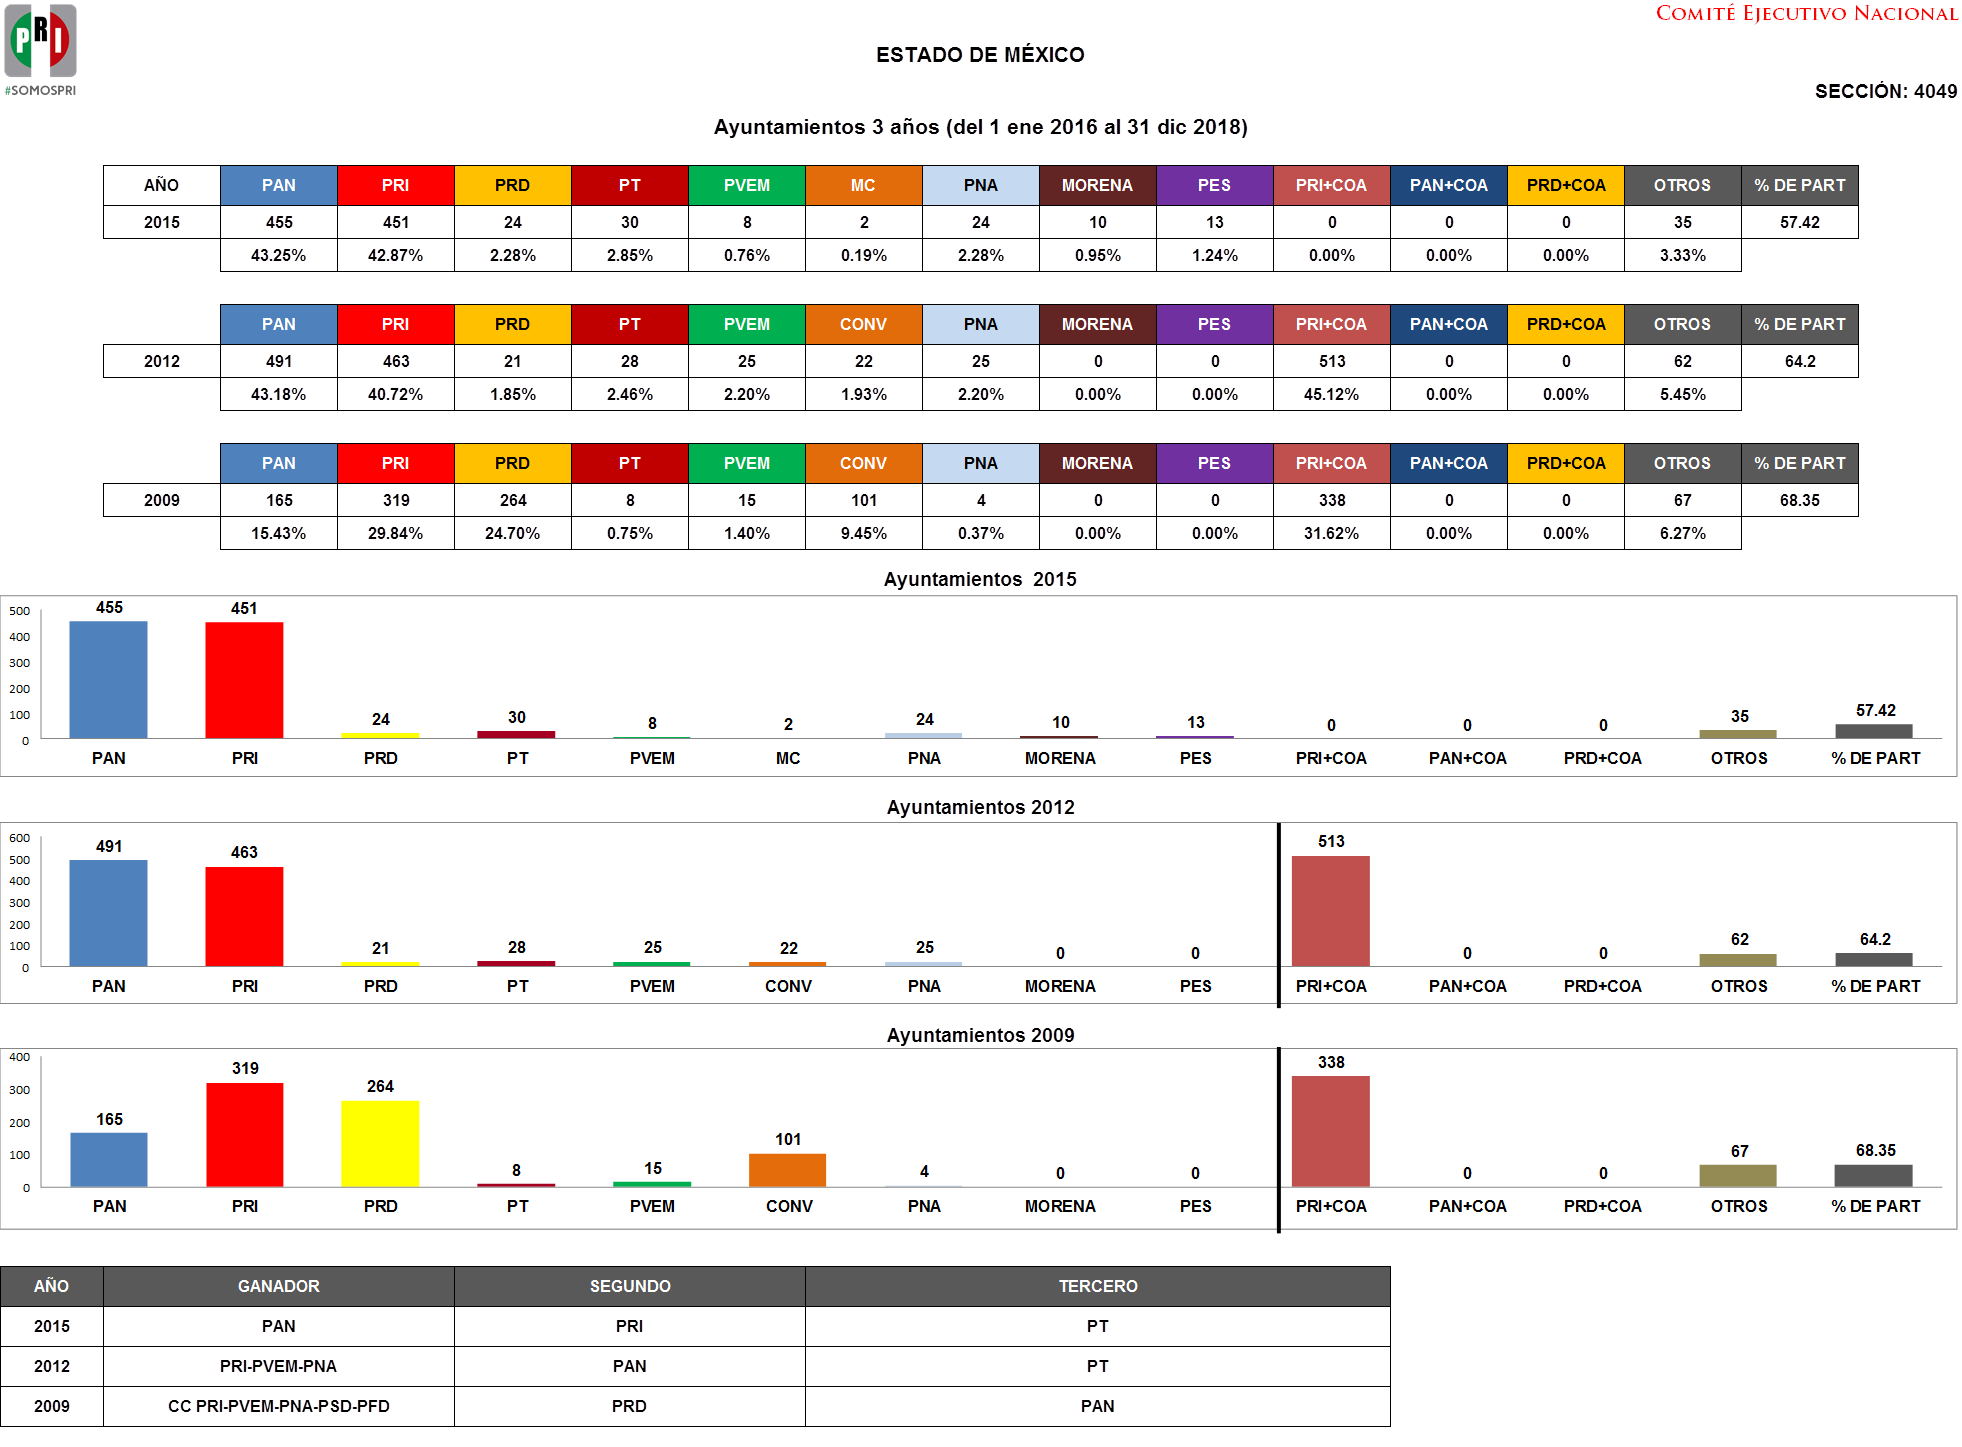 PRI
#SOMOSPRI
COMITÉ EJECUTIVO NACIONAL
ESTADO DE MÉXICO
SECCIÓN: 4049
Ayuntamientos 3 años (del 1 ene 2016 al 31 dic 2018)
AÑO PAN PRI PRD PT PVEM MC PNA MORENA PES PRI+COA PAN+COA PRD+COA OTROS % DE PART
2015 455 451 24 30 8 2 24 10 13 0 0 0 35 57.42
43.25% 42.87% 2.28% 2.85% 0.76% 0.19% 2.28% 0.95% 1.24% 0.00% 0.00% 0.00% 3.33%
PAN PRI PRD PT PVEM CONV PNA MORENA PES PRI+COA PAN+COA PRD+COA OTROS % DE PART
2012 491 463 21 28 25 22 25 0 0 513 0 0 62 64.2
43.18% 40.72% 1.85% 2.46% 2.20% 1.93% 2.20% 0.00% 0.00% 45.12% 0.00% 0.00% 5.45%
PAN PRI PRD PT PVEM CONV PNA MORENA PES PRI+COA PAN+COA PRD+COA OTROS % DE PART
2009 165 319 264 8 15 101 4 0 0 338 0 0 67 68.35
15.43% 29.84% 24.70% 0.75% 1.40% 9.45% 0.37% 0.00% 0.00% 31.62% 0.00% 0.00% 6.27%
Ayuntamientos 2015
500
400
300
200
100
0
455 451 24 30 8 2 24 10 13 0 0 0 35 57.42
PAN PRI PRD PT PVEM MC PNA MORENA PES PRI+COA PAN+COA PRD+COA OTROS % DE PART
Ayuntamientos 2012
600
500
400
300
200
100
0
491 463 21 28 25 22 25 0 0 513 0 0 62 64.2
PAN PRI PRD PT PVEM CONV PNA MORENA PES PRI+COA PAN+COA PRD+COA OTROS % DE PART
Ayuntamientos 2009
400
300
200
100
0
165 319 264 8 15 101 4 0 0 338 0 0 67 68.35
PAN PRI PRD PT PVEM CONV PNA MORENA PES PRI+COA PAN+COA PRD+COA OTROS % DE PART
AÑO GANADOR SEGUNDO TERCERO
2015 PAN PRI PT
2012 PRI-PVEM-PNA PAN PT
2009 CC PRI-PVEM-PNA-PSD-PFD PRD PAN